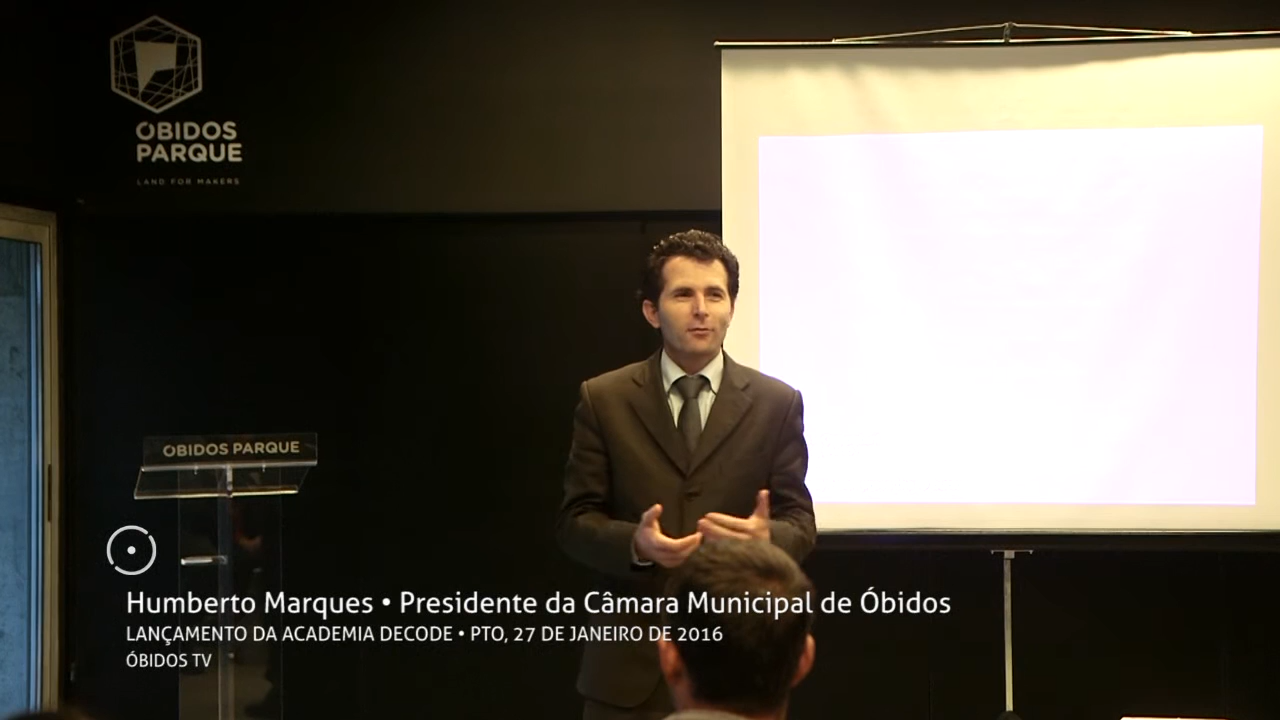 ÓBIDOS
PARQUE
LAND FOR MAKERS
ÓBIDOS PARQUE
Humberto Marques • Presidente da Câmara Municipal de Óbidos
LANÇAMENTO DA ACADEMIA DECODE • PTO, 27 DE JANEIRO DE 2016
ÓBIDOS TV